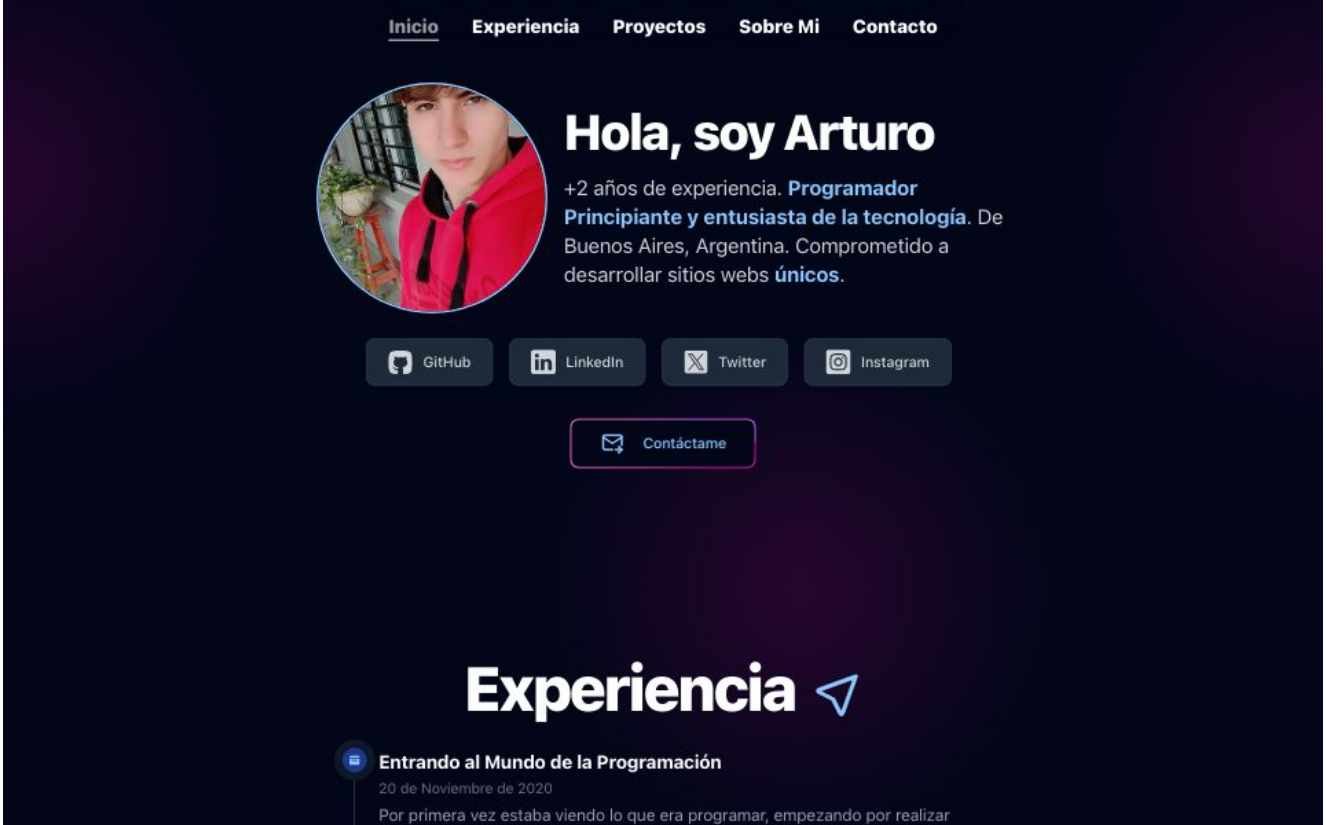 Inicio Experiencia Proyectos Sobre Mi Contacto
Hola, soy Arturo
+2 años de experiencia. Programador
Principiante y entusiasta de la tecnología. De
Buenos Aires, Argentina. Comprometido a
desarrollar sitios webs únicos.
GitHub LinkedIn Twitter Instagram
Contáctame
Experiencia
Entrando al Mundo de la Programación
20 de Noviembre de 2020
Por primera vez estaba viendo lo que era programar, empezando por realizar